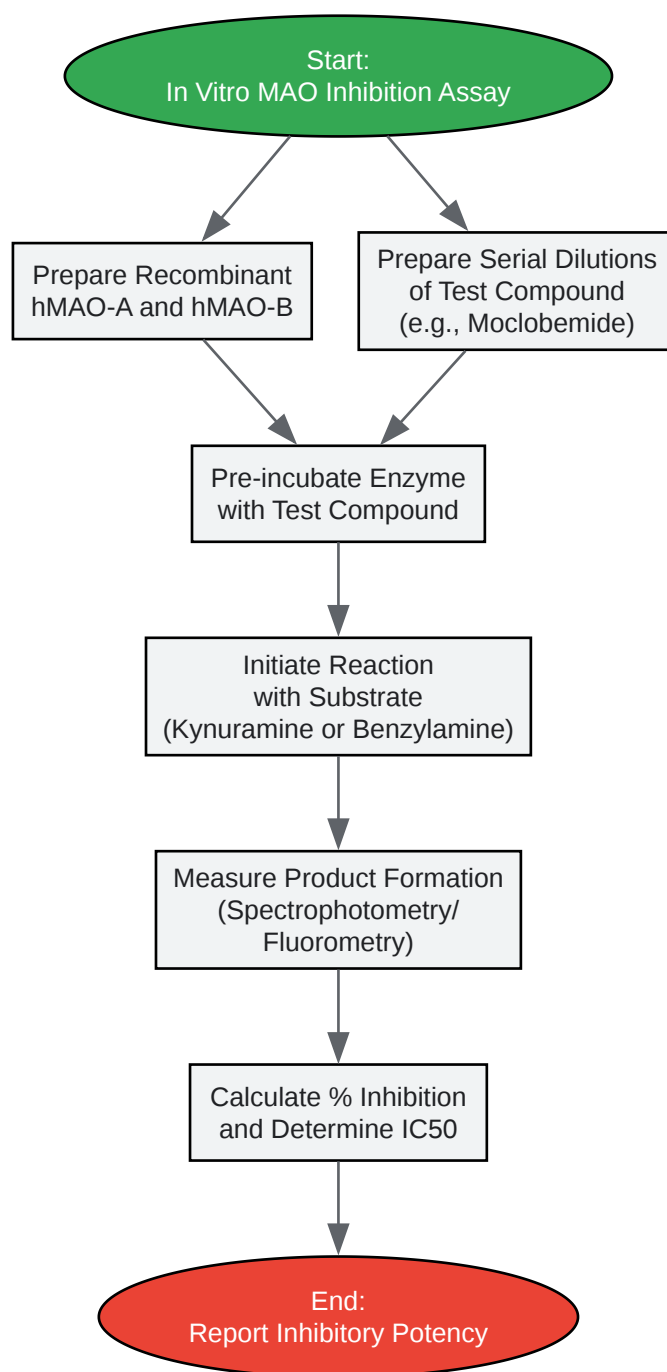 Start:
In Vitro MAO Inhibition Assay
Prepare Recombinant
hMAO-A and hMAO-B
Prepare Serial Dilutions
of Test Compound
(e.g., Moclobemide)
Pre-incubate Enzyme
with Test Compound
Initiate Reaction
with Substrate
(Kynuramine or Benzylamine)
Measure Product Formation
(Spectrophotometry/
Fluorometry)
Calculate % Inhibition
and Determine IC50
End:
Report Inhibitory Potency